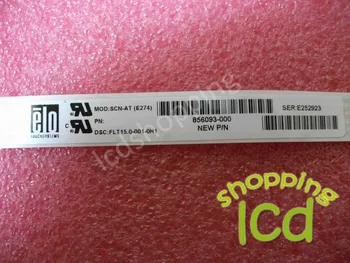 elo
TOUCHSYSTEMS
MOD:SCN-AT (E274)
PN:
DSC:FLT15.0-001-0H1
856093-000
NEW P/N
SER:E252923
lcdshopping
shopping
lcd